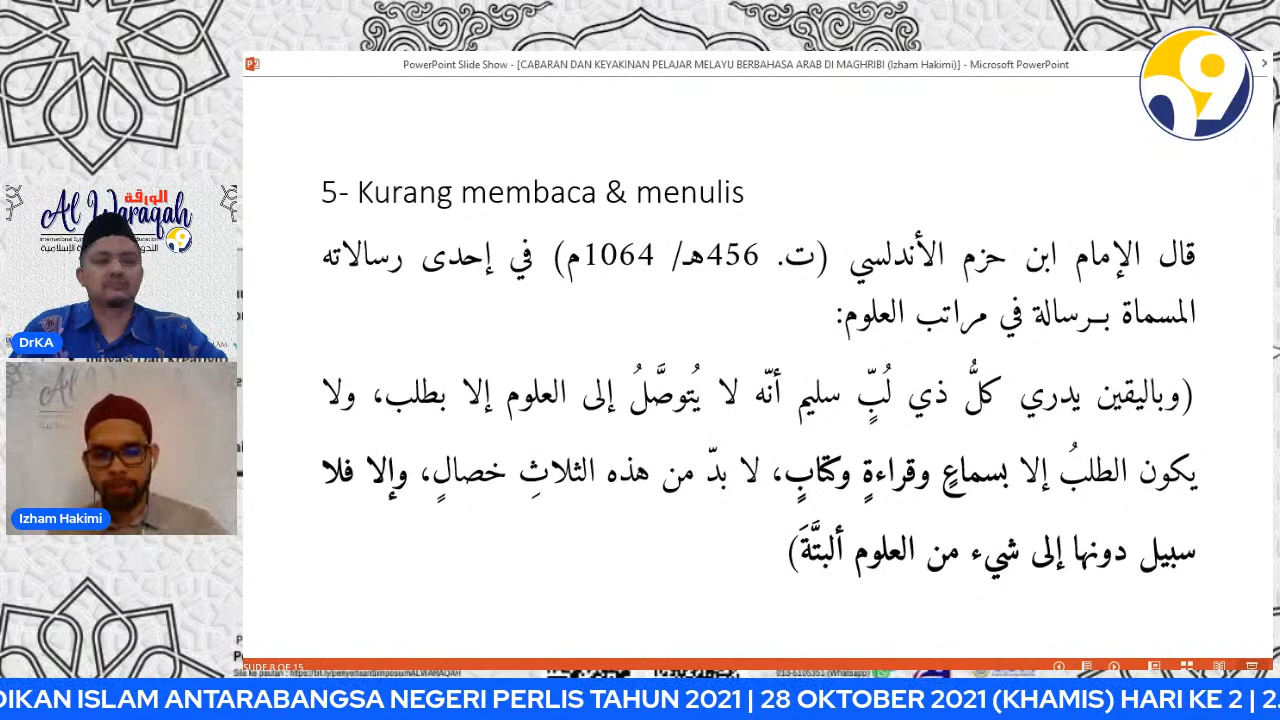 PowerPoint Slide Show - [CABARAN DAN KEYAKINAN PELAJAR MELAYU BERBAHASA ARAB DI MAGHRIBI (Izham Hakimi)] - Microsoft PowerPoint
5- Kurang membaca & menulis
قال الإمام ابن حزم الأندلسي (ت. 456هـ/ 1064م) في إحدى رسالاته
المسماة بـرسالة في مراتب العلوم:
(وباليقين يدري كلُّ ذي لُبٍّ سليم أنّه لا يُتوصَّلُ إلى العلوم إلا بطلب، ولا
يكون الطلبُ إلا بسماعٍ وقراءةٍ وكتابٍ، لا بدّ من هذه الثلاثِ خصالٍ، وإلا فلا
سبيل دونها إلى شيء من العلوم ألبتَّةَ)
الورقة
Al Waraqah
DrKA
Izham Hakimi
SLIDE 8 OF 15
DIKAN ISLAM ANTARABANGSA NEGERI PERLIS TAHUN 2021 | 28 OKTOBER 2021 (KHAMIS) HARI KE 2 |